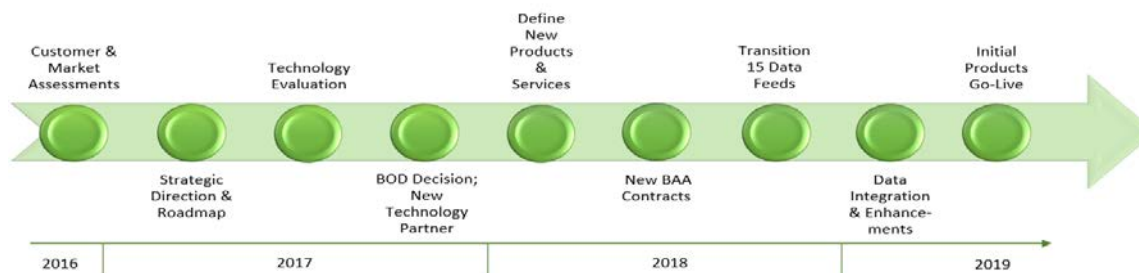 Customer &
Market
Assessments
Strategic
Direction &
Roadmap
Technology
Evaluation
BOD Decision;
New
Technology
Partner
Define
New
Products
&
Services
New BAA
Contracts
Transition
15 Data
Feeds
Data
Integration
& Enhance-
ments
Initial
Products
Go-Live
2016
2017
2018
2019